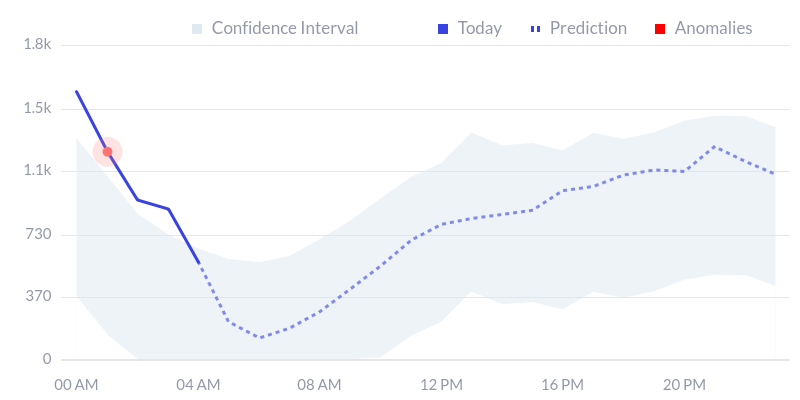 Confidence Interval Today Prediction Anomalies
1.8k
1.5k
1.1k
730
370
0
00 AM 04 AM 08 AM 12 PM 16 PM 20 PM